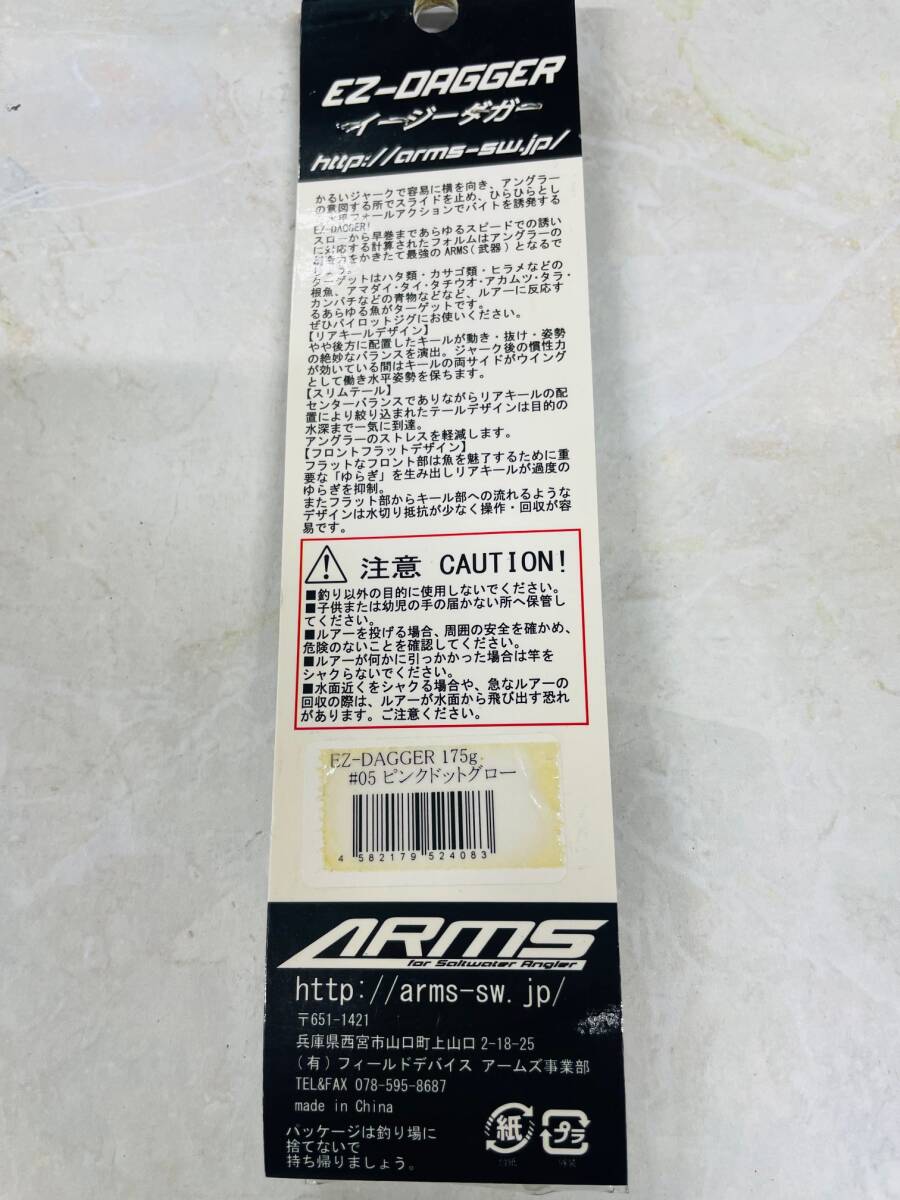 EZ-DAGGER
イージーダガー
http://arms-sw.jp/
かるいジャークで容易に横を向き、アングラー
の意図する所でスライドを止め、ひらひらとし
水平フォールアクションでバイトを誘発する
EZ-DAGGER!
スローから早巻まであらゆるスピードでの誘い
に対応する計算されたフォルムはアングラーの
をかきたて最強のARMS(武器)となるで
しょう。
ターゲットはハタ類・カサゴ類・ヒラメなどの
根魚、アマダイ・タイ・タチウオ・アカムツ・タラ・
カンパチなどの青物などなど、ルアーに反応す
るあらゆる魚がターゲットです。
ぜひパイロットジグにお使いください。
【リアキールデザイン】
やや後方に配置したキールが動き・抜け・姿勢
の絶妙なバランスを演出。ジャーク後の慣性力
が効いている間はキールの両サイドがウイング
として働き水平姿勢を保ちます。
【スリムテール】
センターバランスでありながらリアキールの配
置により絞り込まれたテールデザインは目的の
水深まで一気に到達。
アングラーのストレスを軽減します。
【フロントフラットデザイン】
フラットなフロント部は魚を魅了するために重
要な「ゆらぎ」を生み出しリアキールが過度の
ゆらぎを抑制。
またフラット部からキール部への流れるような
デザインは水切り抵抗が少なく操作・回収が容
易です。
注意 CAUTION!
■釣り以外の目的に使用しないでください。
■子供または幼児の手の届かない所へ保管し
てください。
■ルアーを投げる場合、周囲の安全を確かめ、
危険のないことを確認してください。
■ルアーが何かに引っかかった場合は竿を
シャクらないでください。
■水面近くをシャクる場合や、急なルアーの
回収の際は、ルアーが水面から飛び出す恐れ
があります。ご注意ください。
EZ-DAGGER 175g
#05 ピンクドットグロー
4 582179 524083
ARMS
for Saltwater Angler
http://arms-sw.jp/
〒651-1421
兵庫県西宮市山口町上山口2-18-25
(有)フィールドデバイス アームズ事業部
TEL&FAX 078-595-8687
made in China
パッケージは釣り場に
捨てないで
持ち帰りましょう。
紙
プラ